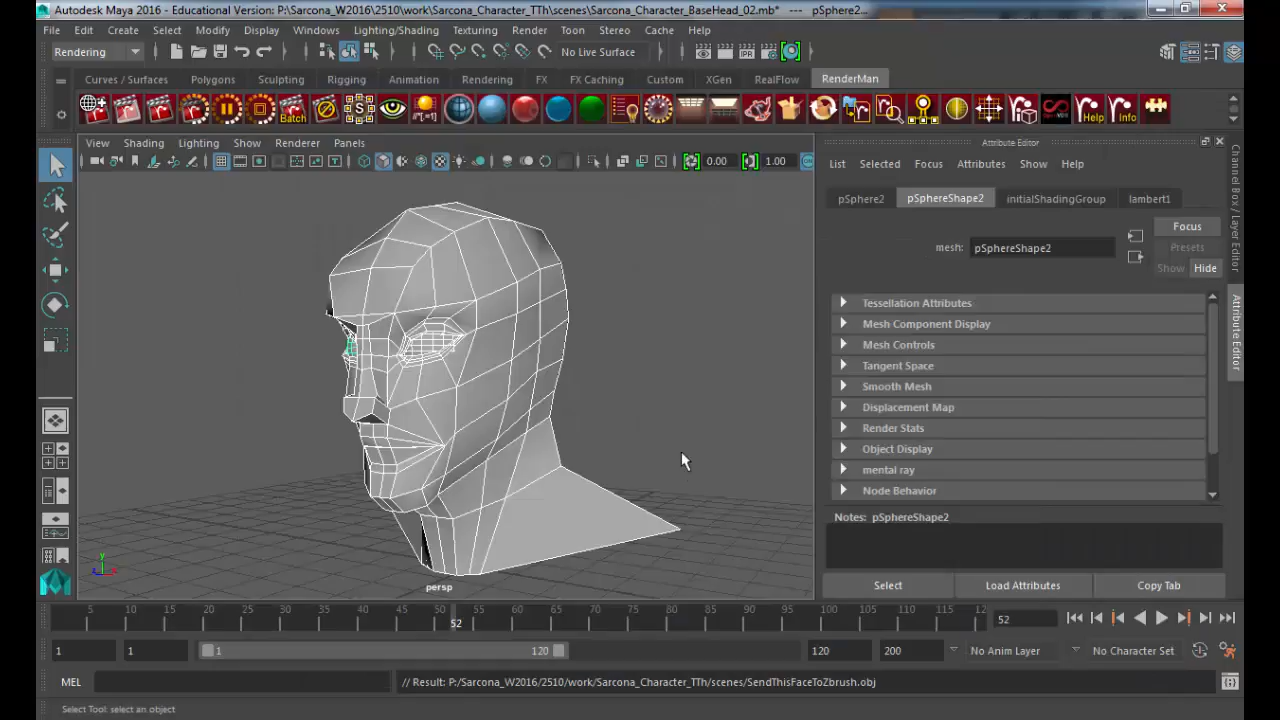 Autodesk Maya 2016 - Educational Version: P:\Sarcona_W2016\2510\work\Sarcona_Character_TTh\scenes\Sarcona_Character_BaseHead_02.mb* --- pSphere2...
File Edit Create Select Modify Display Windows Lighting/Shading Texturing Render Toon Stereo Cache Help
Rendering No Live Surface IPR
Curves / Surfaces Polygons Sculpting Rigging Animation Rendering FX FX Caching Custom XGen RealFlow RenderMan
Batch S I"[=] Help Info
View Shading Lighting Show Renderer Panels
0.00 1.00
Attribute Editor
List Selected Focus Attributes Show Help
pSphere2 pSphereShape2 initialShadingGroup lambert1
Focus
mesh: pSphereShape2
Presets
Show Hide
Tessellation Attributes
Mesh Component Display
Mesh Controls
Tangent Space
Smooth Mesh
Displacement Map
Render Stats
Object Display
mental ray
Node Behavior
Notes: pSphereShape2
Select Load Attributes Copy Tab
Channel Box / Layer Editor
Attribute Editor
y
x
z
persp
5 10 15 20 25 30 35 40 45 50 55 60 65 70 75 80 85 90 95 100 105 110 115 12
52
52
1 1 1 120 120 200 No Anim Layer No Character Set
MEL // Result: P:/Sarcona_W2016/2510/work/Sarcona_Character_TTh/scenes/SendThisFaceToZbrush.obj
Select Tool: select an object